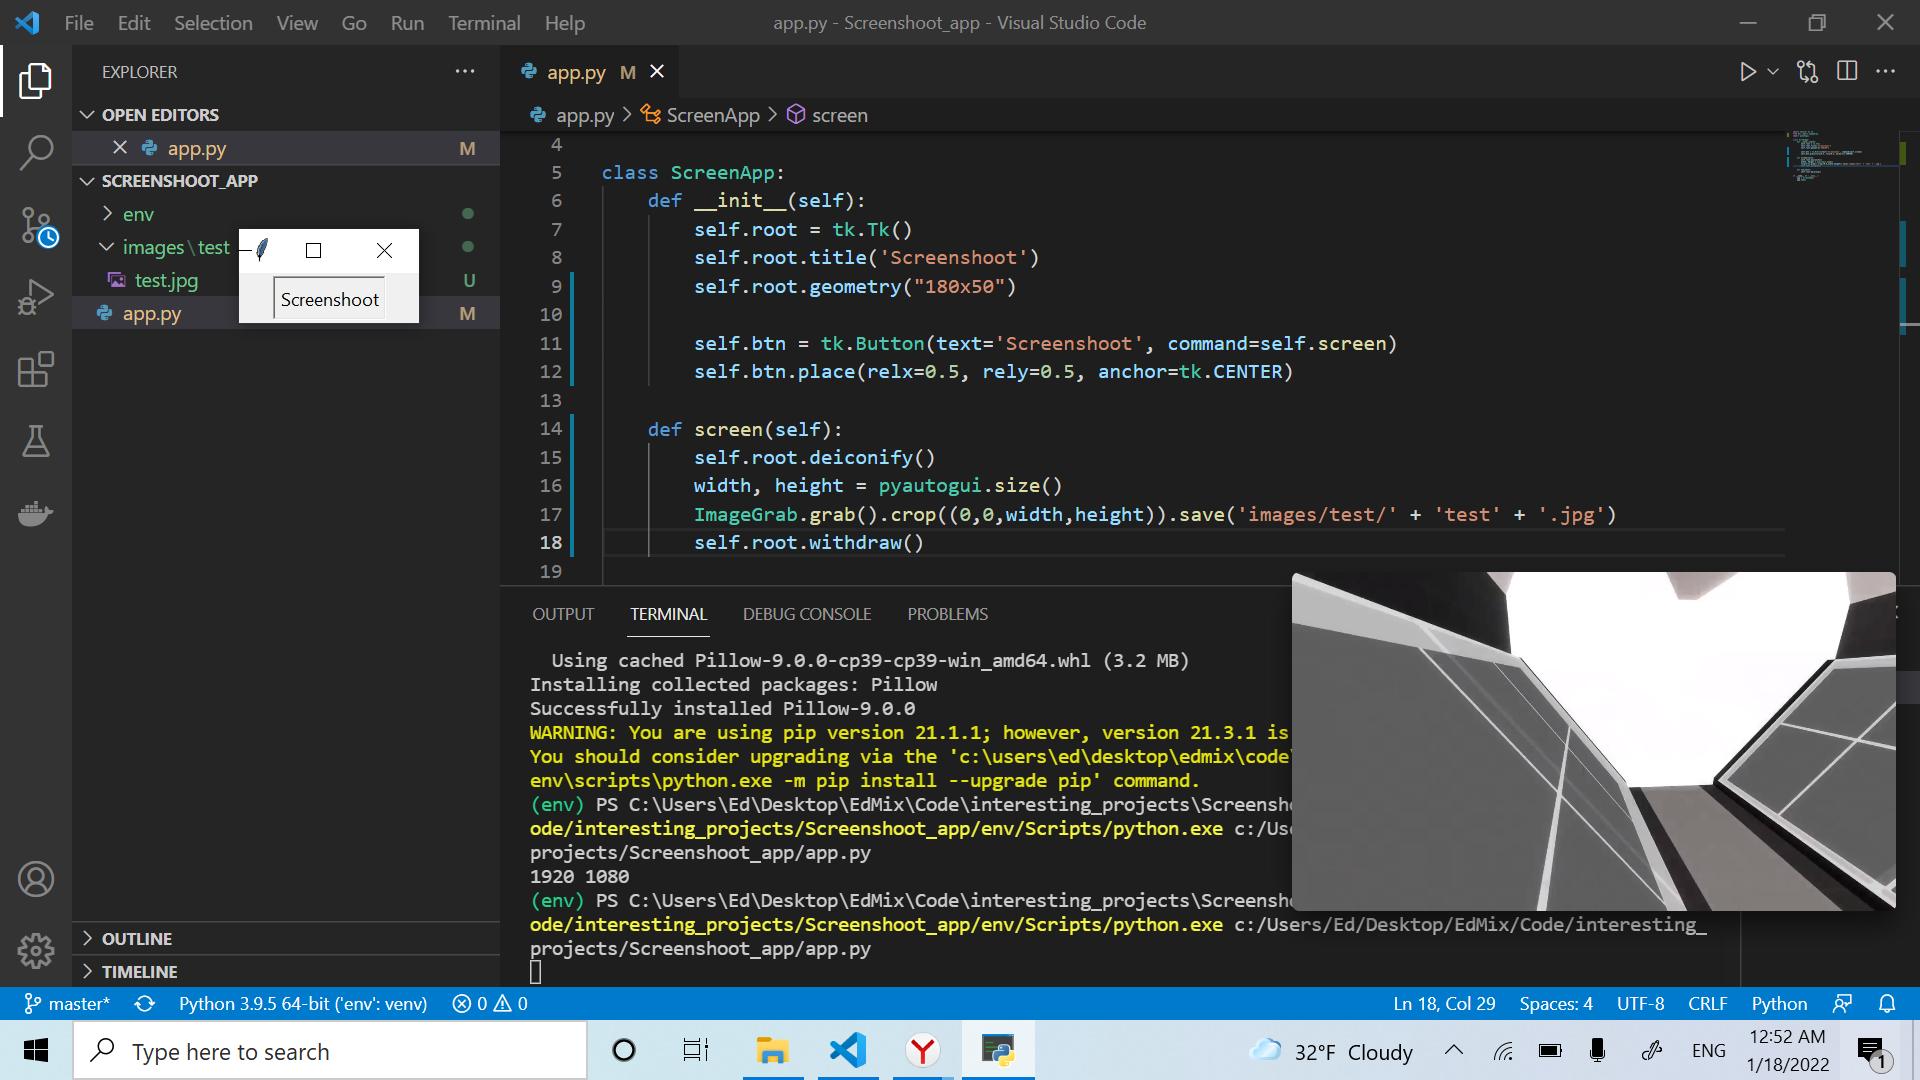 File Edit Selection View Go Run Terminal Help
app.py - Screenshoot_app - Visual Studio Code
EXPLORER
OPEN EDITORS
app.py M
SCREENSHOOT_APP
env
images\test
test.jpg U
app.py M
Screenshoot
OUTLINE
TIMELINE
app.py M
app.py > ScreenApp > screen
4
5 class ScreenApp:
6 def __init__(self):
7 self.root = tk.Tk()
8 self.root.title('Screenshoot')
9 self.root.geometry("180x50")
10
11 self.btn = tk.Button(text='Screenshoot', command=self.screen)
12 self.btn.place(relx=0.5, rely=0.5, anchor=tk.CENTER)
13
14 def screen(self):
15 self.root.deiconify()
16 width, height = pyautogui.size()
17 ImageGrab.grab().crop((0,0,width,height)).save('images/test/' + 'test' + '.jpg')
18 self.root.withdraw()
19
OUTPUT TERMINAL DEBUG CONSOLE PROBLEMS
Using cached Pillow-9.0.0-cp39-cp39-win_amd64.whl (3.2 MB)
Installing collected packages: Pillow
Successfully installed Pillow-9.0.0
WARNING: You are using pip version 21.1.1; however, version 21.3.1 is
You should consider upgrading via the 'c:\users\ed\desktop\edmix\code\
env\scripts\python.exe -m pip install --upgrade pip' command.
(env) PS C:\Users\Ed\Desktop\EdMix\Code\interesting_projects\Screensho
ode/interesting_projects/Screenshoot_app/env/Scripts/python.exe c:/Use
projects/Screenshoot_app/app.py
1920 1080
(env) PS C:\Users\Ed\Desktop\EdMix\Code\interesting_projects\Screensho
ode/interesting_projects/Screenshoot_app/env/Scripts/python.exe c:/Users/Ed/Desktop/EdMix/Code/interesting_
projects/Screenshoot_app/app.py
master* Python 3.9.5 64-bit ('env': venv) 0 0 Ln 18, Col 29 Spaces: 4 UTF-8 CRLF Python
Type here to search
32°F Cloudy ENG 12:52 AM
1/18/2022 1